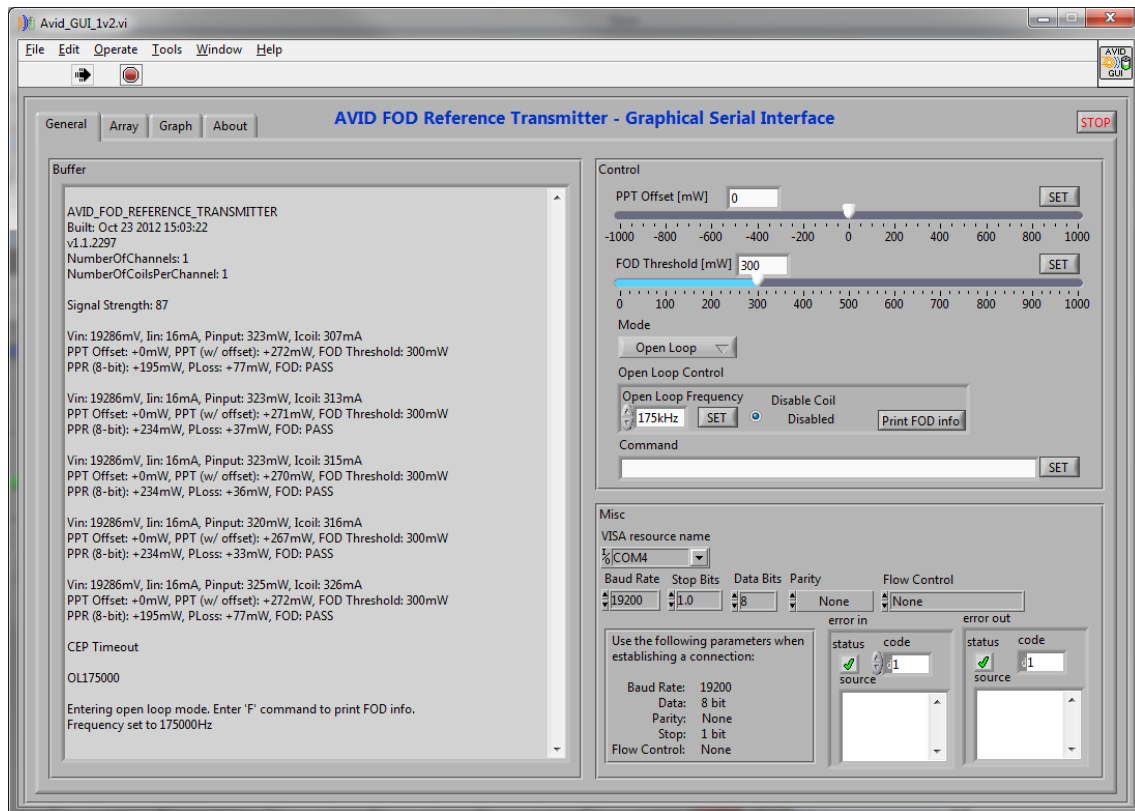 Avid_GUI_1v2.vi
File Edit Operate Tools Window Help
AVID
GUI
General Array Graph About
AVID FOD Reference Transmitter - Graphical Serial Interface
STOP
Buffer
AVID_FOD_REFERENCE_TRANSMITTER
Built: Oct 23 2012 15:03:22
v1.1.2297
NumberOfChannels: 1
NumberOfCoilsPerChannel: 1
Signal Strength: 87
Vin: 19286mV, Iin: 16mA, Pinput: 323mW, Icoil: 307mA
PPT Offset: +0mW, PPT (w/ offset): +272mW, FOD Threshold: 300mW
PPR (8-bit): +195mW, PLoss: +77mW, FOD: PASS
Vin: 19286mV, Iin: 16mA, Pinput: 323mW, Icoil: 313mA
PPT Offset: +0mW, PPT (w/ offset): +271mW, FOD Threshold: 300mW
PPR (8-bit): +234mW, PLoss: +37mW, FOD: PASS
Vin: 19286mV, Iin: 16mA, Pinput: 323mW, Icoil: 315mA
PPT Offset: +0mW, PPT (w/ offset): +270mW, FOD Threshold: 300mW
PPR (8-bit): +234mW, PLoss: +36mW, FOD: PASS
Vin: 19286mV, Iin: 16mA, Pinput: 320mW, Icoil: 316mA
PPT Offset: +0mW, PPT (w/ offset): +267mW, FOD Threshold: 300mW
PPR (8-bit): +234mW, PLoss: +33mW, FOD: PASS
Vin: 19286mV, Iin: 16mA, Pinput: 325mW, Icoil: 326mA
PPT Offset: +0mW, PPT (w/ offset): +272mW, FOD Threshold: 300mW
PPR (8-bit): +195mW, PLoss: +77mW, FOD: PASS
CEP Timeout
OL175000
Entering open loop mode. Enter 'F' command to print FOD info.
Frequency set to 175000Hz
Control
PPT Offset [mW] 0 SET
-1000 -800 -600 -400 -200 0 200 400 600 800 1000
FOD Threshold [mW] 300 SET
0 100 200 300 400 500 600 700 800 900 1000
Mode
Open Loop
Open Loop Control
Open Loop Frequency Disable Coil
175kHz SET Disabled Print FOD info
Command
SET
Misc
VISA resource name
COM4
Baud Rate Stop Bits Data Bits Parity Flow Control
19200 1.0 8 None None
Use the following parameters when
establishing a connection:
Baud Rate: 19200
Data: 8 bit
Parity: None
Stop: 1 bit
Flow Control: None
error in
status code
1
source
error out
status code
1
source